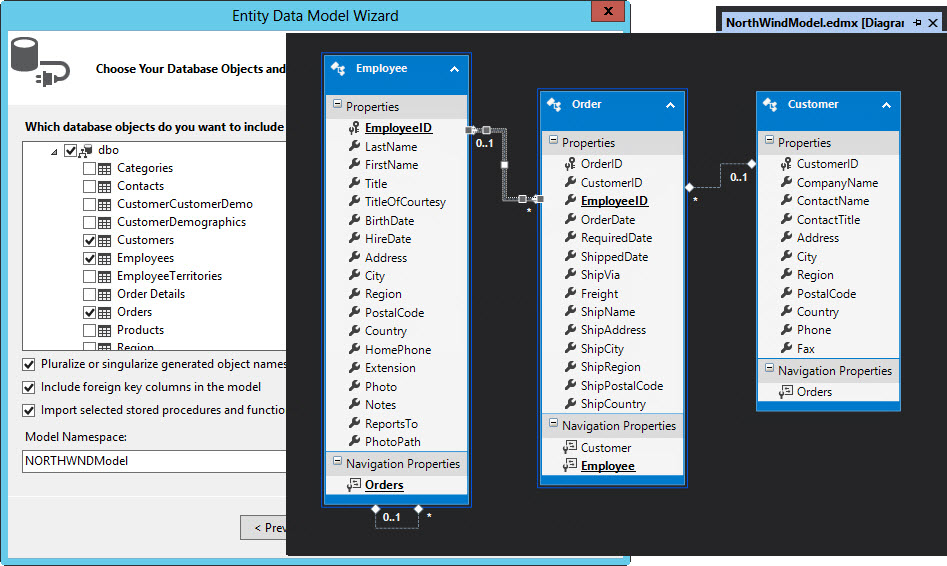 Entity Data Model Wizard
x
NorthWindModel.edmx [Diagrar
Choose Your Database Objects and
Which database objects do you want to include
dbo
Categories
Contacts
CustomerCustomerDemo
CustomerDemographics
Customers
Employees
EmployeeTerritories
Order Details
Orders
Products
Region
Pluralize or singularize generated object names
Include foreign key columns in the model
Import selected stored procedures and functio
Model Namespace:
NORTHWNDModel
< Prev
Employee
Properties
EmployeeID
LastName
FirstName
Title
TitleOfCourtesy
BirthDate
HireDate
Address
City
Region
PostalCode
Country
HomePhone
Extension
Photo
Notes
ReportsTo
PhotoPath
Navigation Properties
Orders
0..1
*
0..1
*
Order
Properties
OrderID
CustomerID
EmployeeID
OrderDate
RequiredDate
ShippedDate
ShipVia
Freight
ShipName
ShipAddress
ShipCity
ShipRegion
ShipPostalCode
ShipCountry
Navigation Properties
Customer
Employee
*
0..1
Customer
Properties
CustomerID
CompanyName
ContactName
ContactTitle
Address
City
Region
PostalCode
Country
Phone
Fax
Navigation Properties
Orders